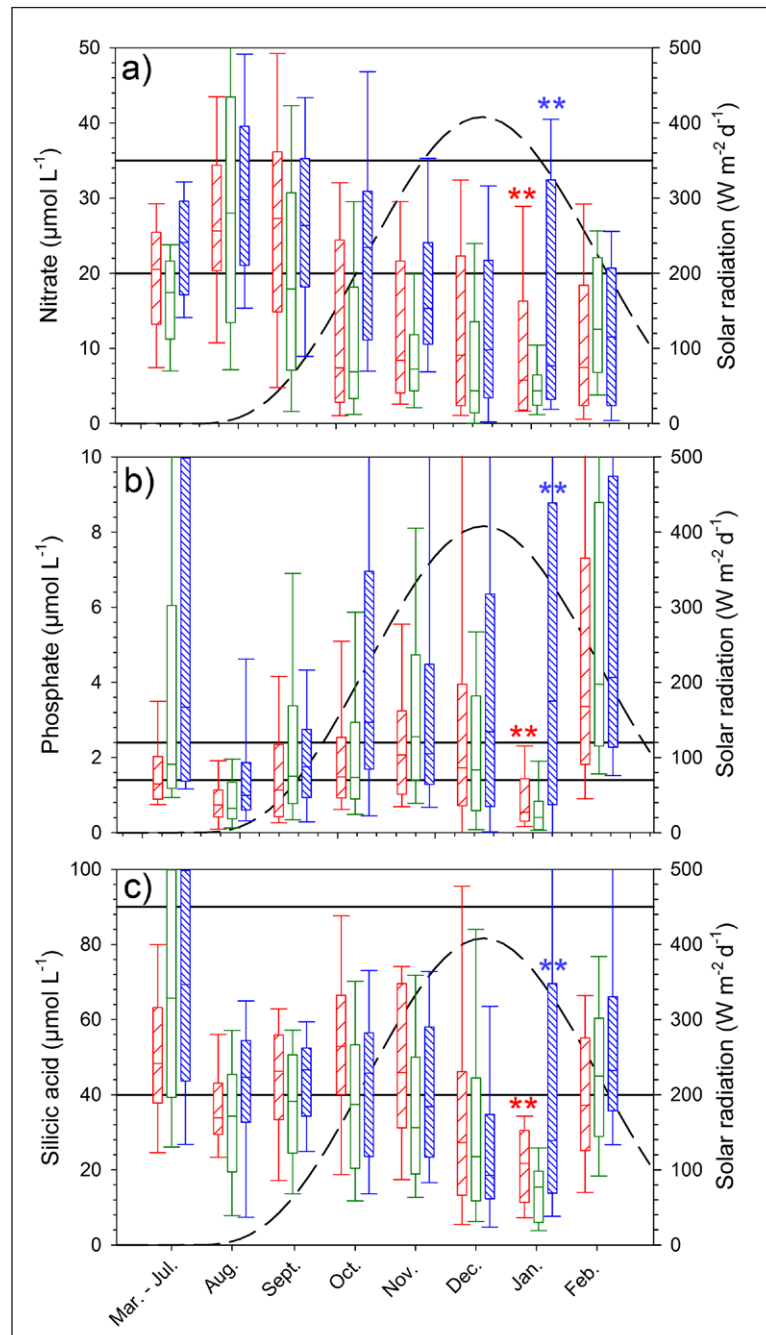 a)
50
40
30
20
10
0
Nitrate (µmol L⁻¹)
**
**
500
400
300
200
100
0
Solar radiation (W m⁻² d⁻¹)
b)
10
8
6
4
2
0
Phosphate (µmol L⁻¹)
**
**
500
400
300
200
100
0
Solar radiation (W m⁻² d⁻¹)
c)
100
80
60
40
20
0
Silicic acid (µmol L⁻¹)
**
**
500
400
300
200
100
0
Solar radiation (W m⁻² d⁻¹)
Mar. - Jul.
Aug.
Sept.
Oct.
Nov.
Dec.
Jan.
Feb.